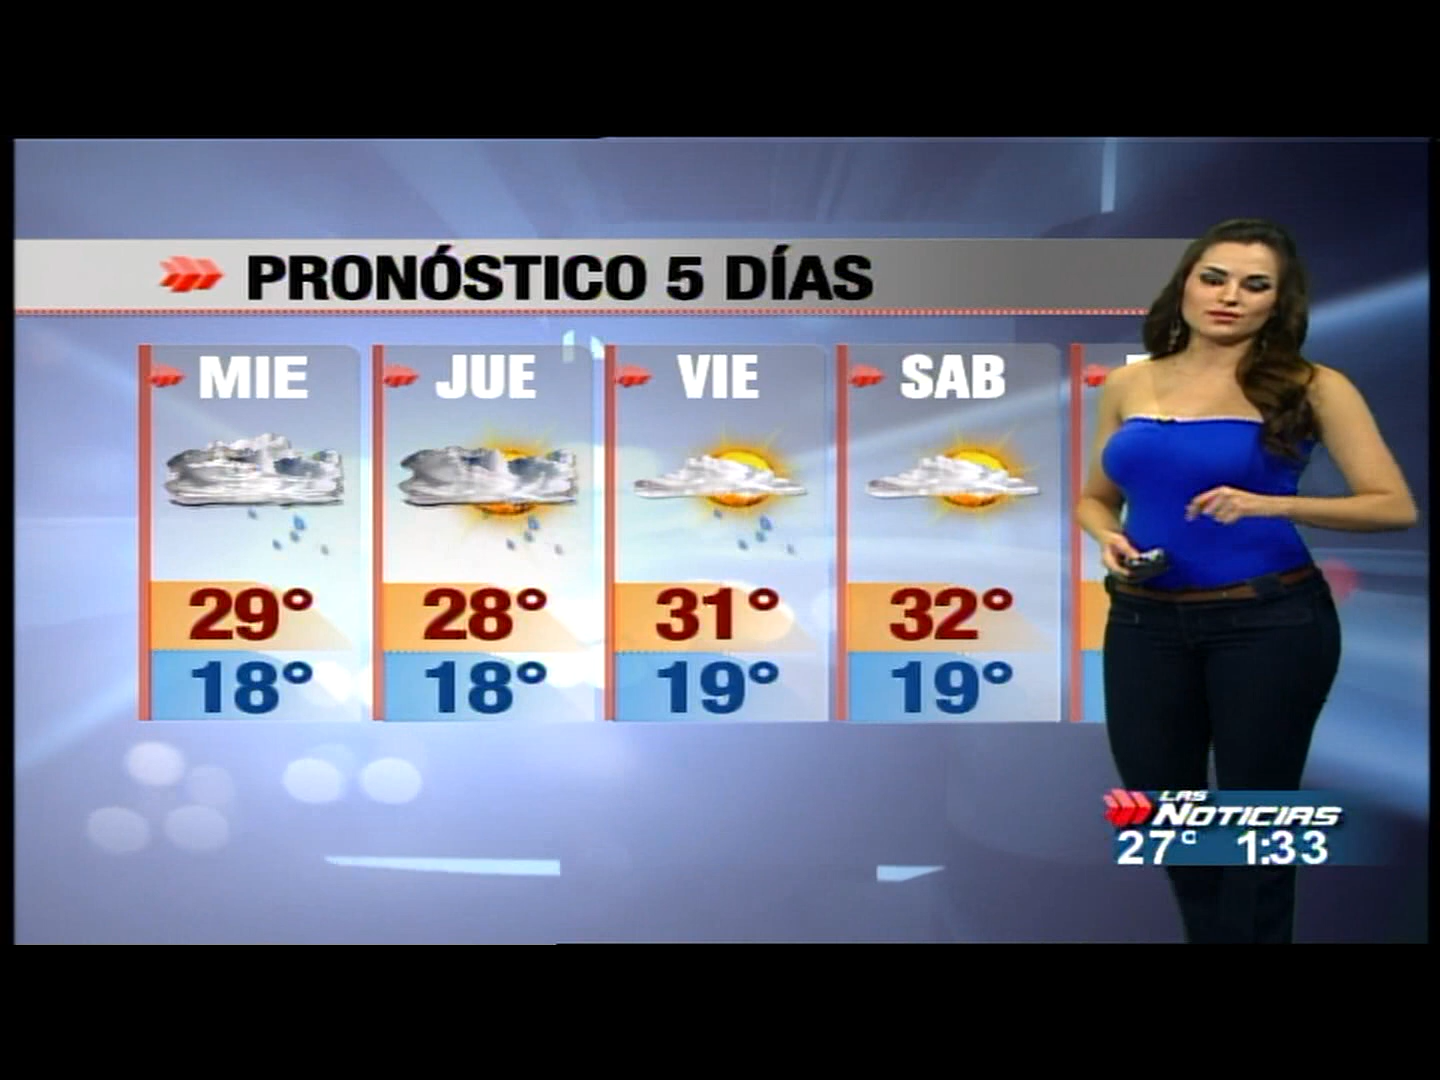 PRONÓSTICO 5 DÍAS
MIE JUE VIE SAB
29° 28° 31° 32°
18° 18° 19° 19°
LAS
NOTICIAS
27° 1:33